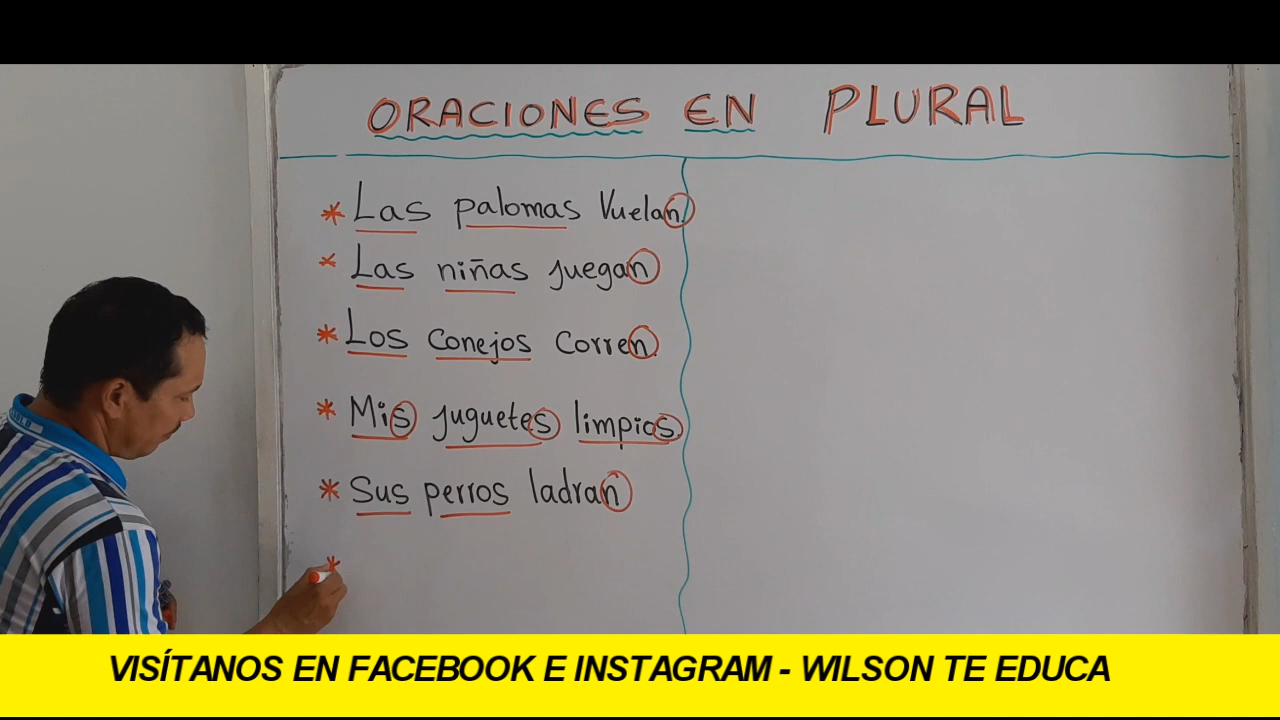 ORACIONES EN PLURAL
* Las palomas Vuelan.
* Las niñas juegan
* Los conejos corren.
* Mis juguetes limpios.
* Sus perros ladran
*
VISÍTANOS EN FACEBOOK E INSTAGRAM - WILSON TE EDUCA